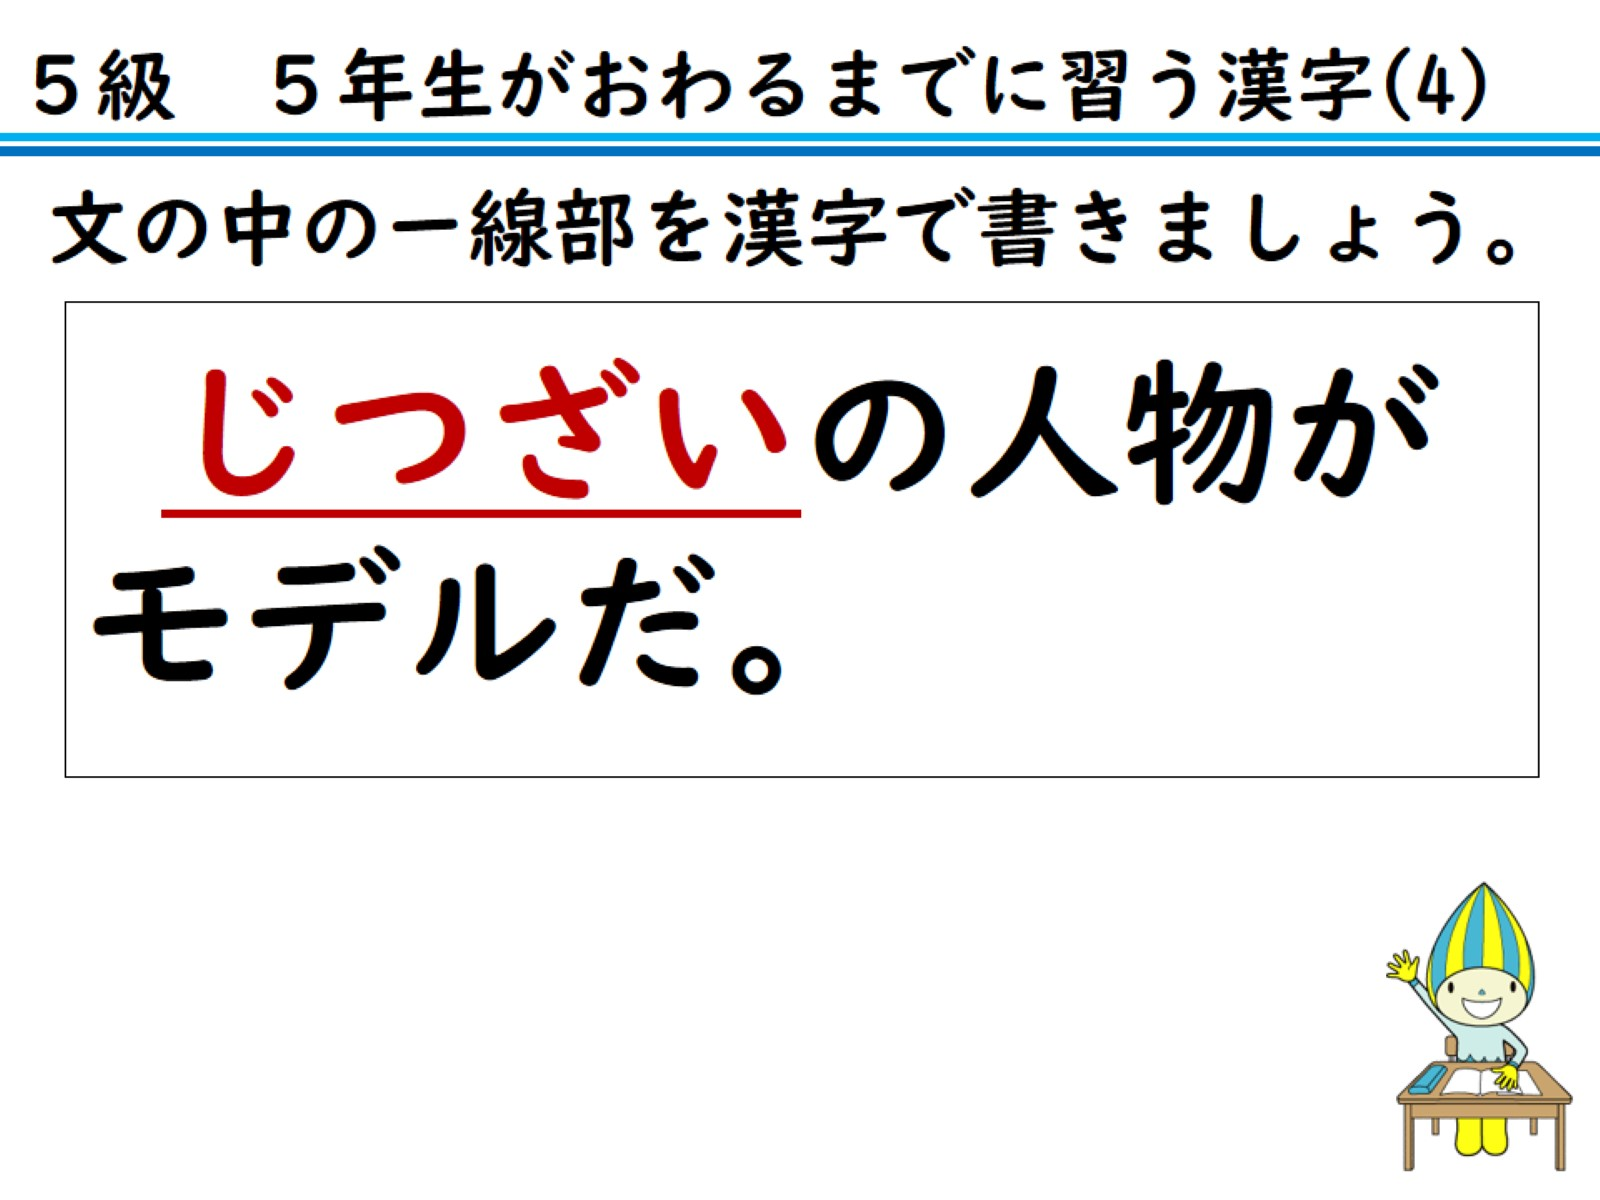 ５級　５年生がおわるまでに習う漢字(4)
文の中の一線部を漢字で書きましょう。
じつざいの人物が
モデルだ。